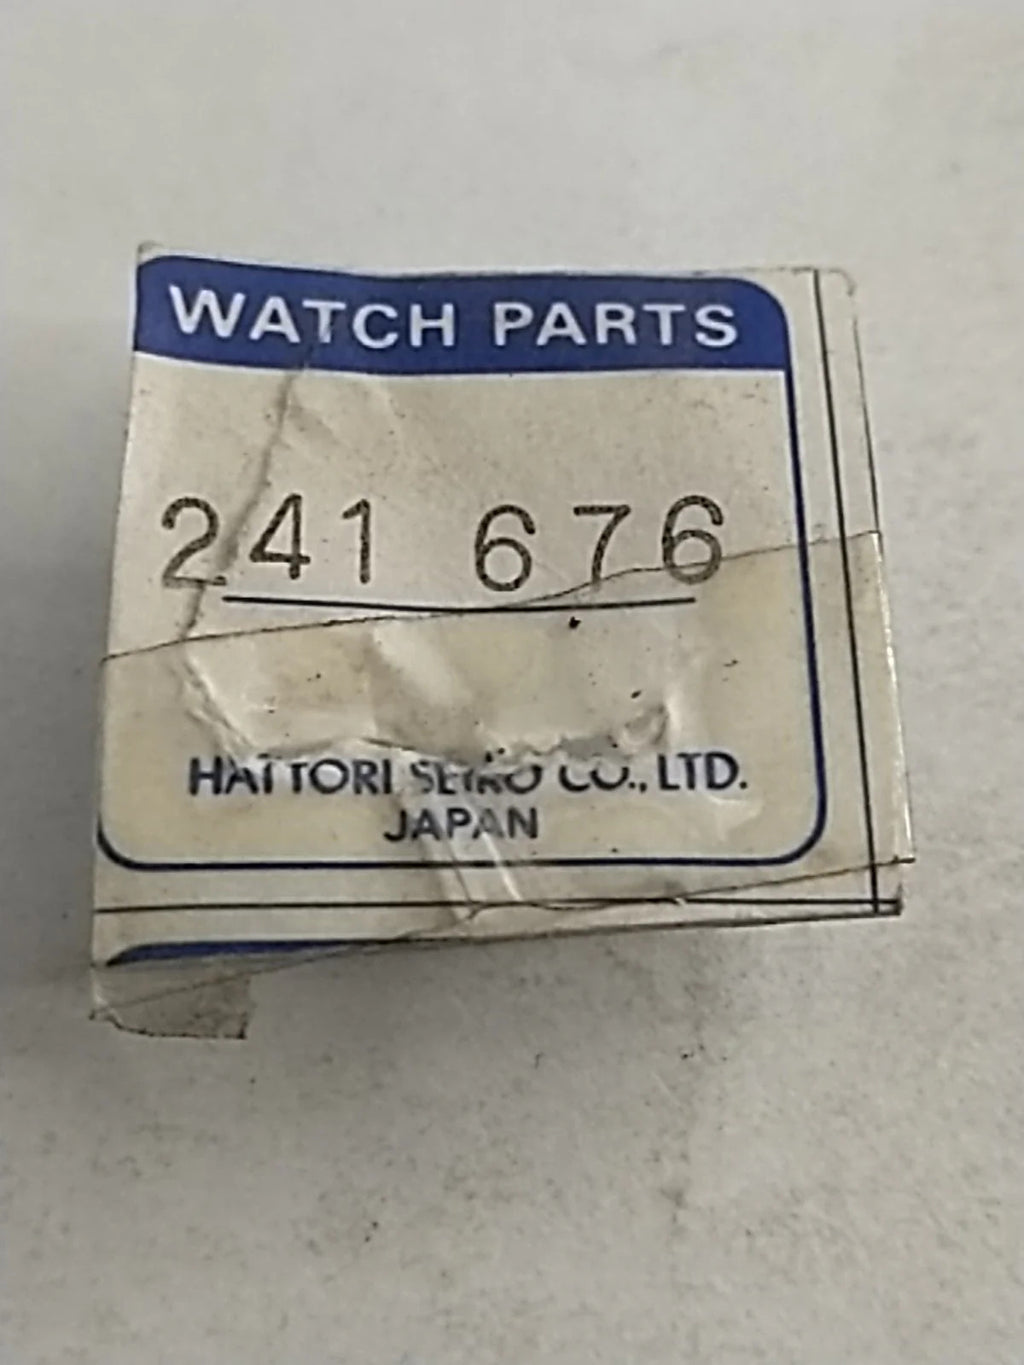 WATCH PARTS
241 676
HATTORI SEIKO CO., LTD.
JAPAN